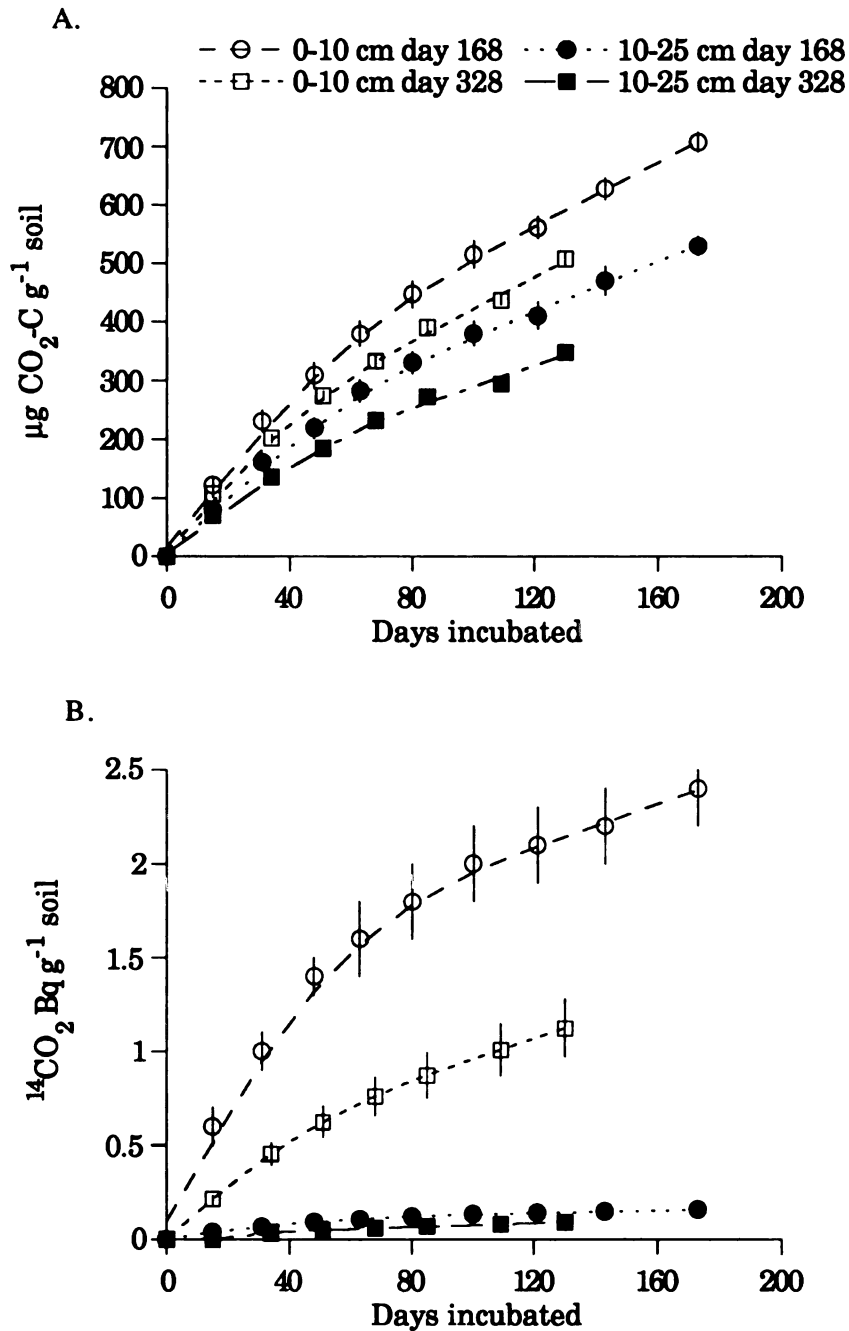 A.
0-10 cm day 168 10-25 cm day 168
0-10 cm day 328 10-25 cm day 328
800
700
600
500
400
300
200
100
0
µg CO₂-C g⁻¹ soil
0 40 80 120 160 200
Days incubated
B.
2.5
2
1.5
1
0.5
0
¹⁴CO₂ Bq g⁻¹ soil
0 40 80 120 160 200
Days incubated